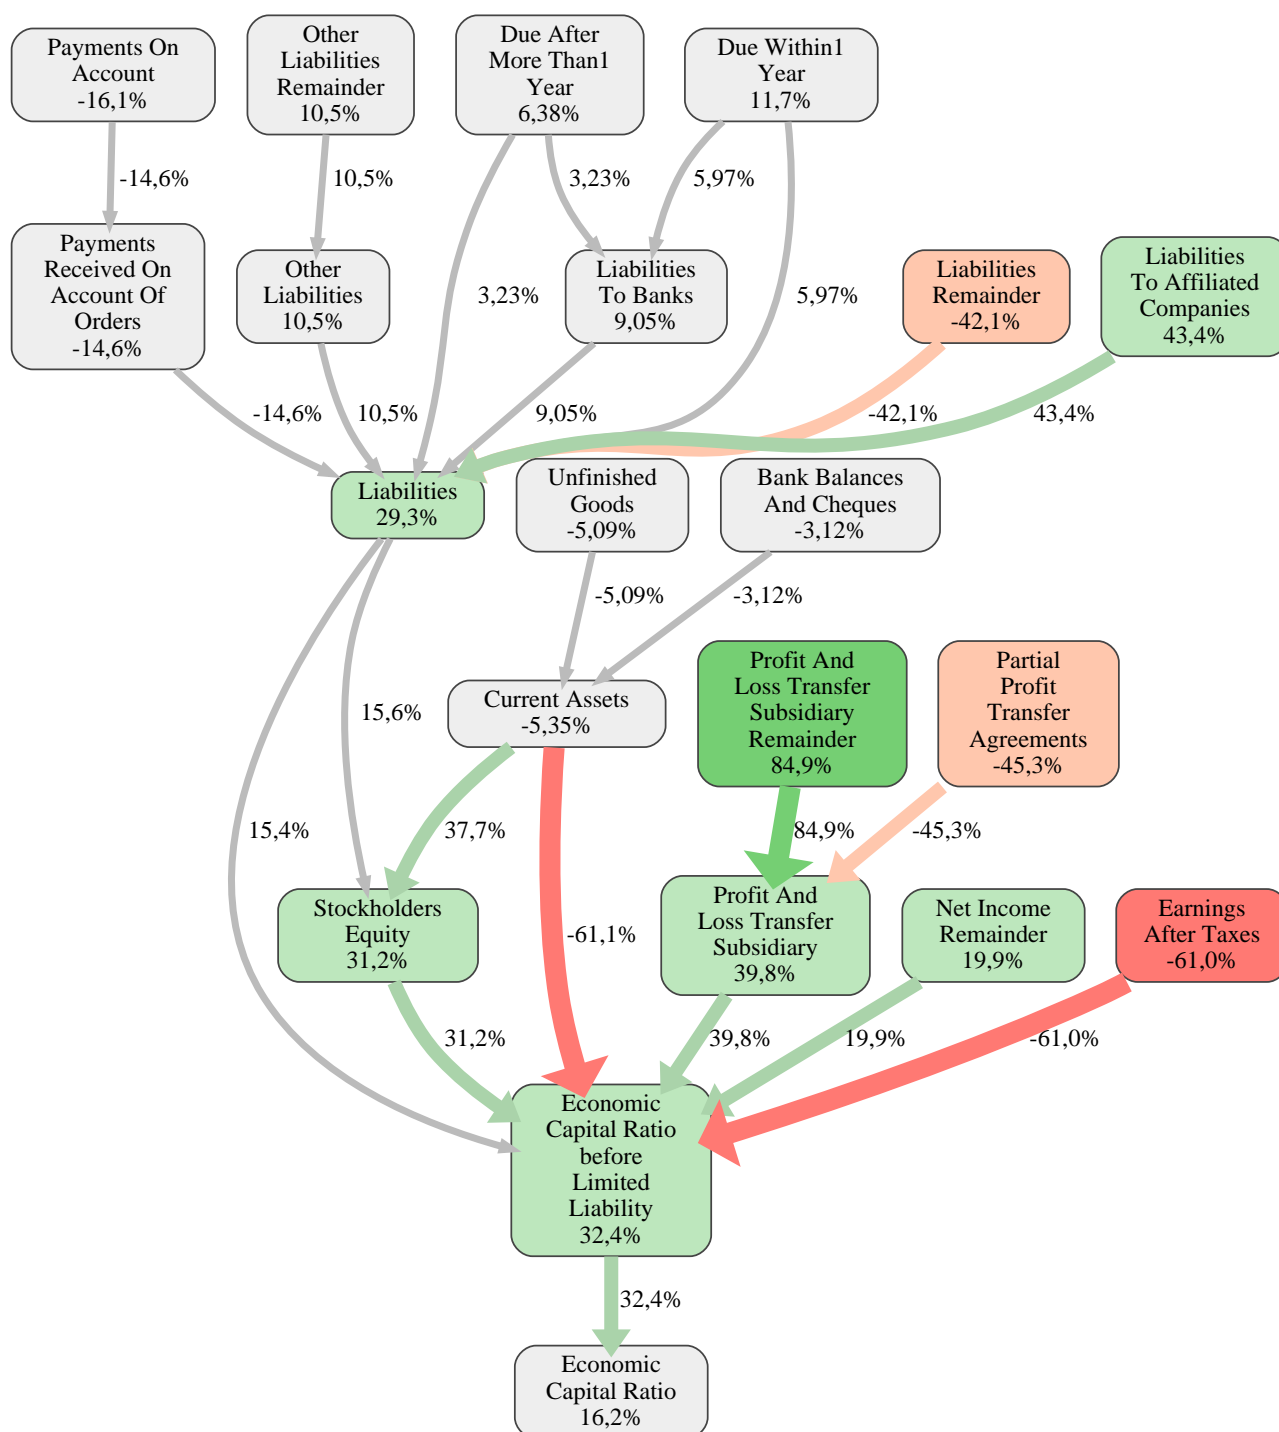 Payments On
Account
-16,1%
Other
Liabilities
Remainder
10,5%
Due After
More Than1
Year
6,38%
Due Within1
Year
11,7%
-14,6%
10,5%
3,23%
5,97%
Payments
Received On
Account Of
Orders
-14,6%
Other
Liabilities
10,5%
3,23%
Liabilities
To Banks
9,05%
5,97%
Liabilities
Remainder
-42,1%
Liabilities
To Affiliated
Companies
43,4%
-14,6%
10,5%
9,05%
-42,1%
43,4%
Liabilities
29,3%
Unfinished
Goods
-5,09%
Bank Balances
And Cheques
-3,12%
-5,09%
-3,12%
15,6%
Current Assets
-5,35%
Profit And
Loss Transfer
Subsidiary
Remainder
84,9%
Partial
Profit
Transfer
Agreements
-45,3%
15,4%
37,7%
84,9%
-45,3%
Stockholders
Equity
31,2%
-61,1%
Profit And
Loss Transfer
Subsidiary
39,8%
Net Income
Remainder
19,9%
Earnings
After Taxes
-61,0%
31,2%
39,8%
19,9%
-61,0%
Economic
Capital Ratio
before
Limited
Liability
32,4%
32,4%
Economic
Capital Ratio
16,2%